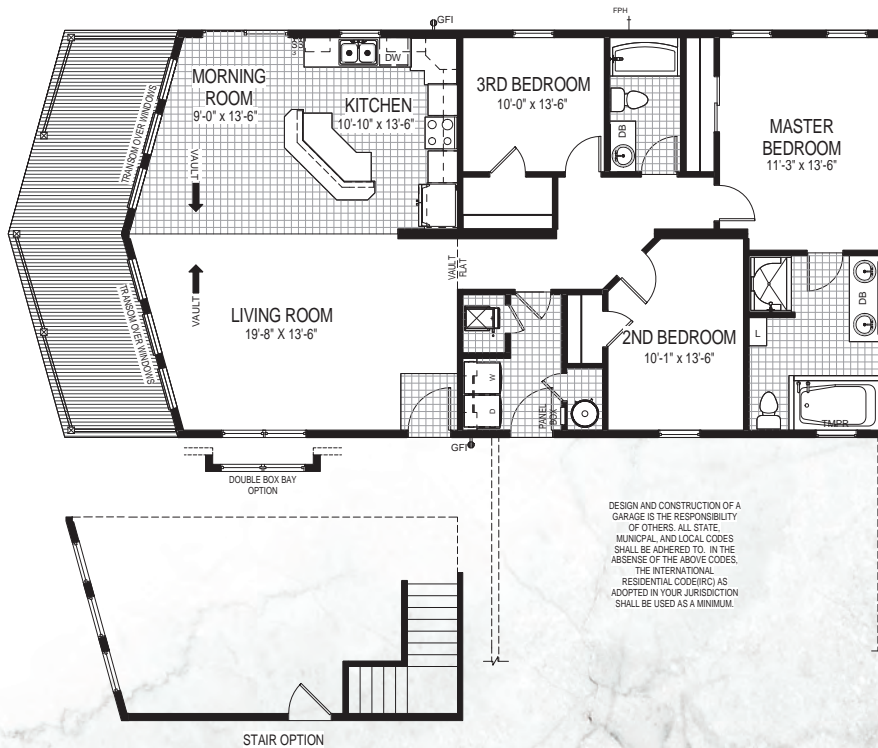 GFI
FPH
TRANSOM OVER WINDOWS
MORNING
ROOM
9'-0" x 13'-6"
DW
KITCHEN
10'-10" x 13'-6"
3RD BEDROOM
10'-0" x 13'-6"
DB
MASTER
BEDROOM
11'-3" x 13'-6"
VAULT
VAULT
VAULT
FLAT
TRANSOM OVER WINDOWS
LIVING ROOM
19'-8" X 13'-6"
W
D
PANEL
BOX
2ND BEDROOM
10'-1" x 13'-6"
L
DB
TMPR
GFI
DOUBLE BOX BAY
OPTION
DESIGN AND CONSTRUCTION OF A
GARAGE IS THE RESPONSIBILITY
OF OTHERS. ALL STATE,
MUNICPAL, AND LOCAL CODES
SHALL BE ADHERED TO. IN THE
ABSENSE OF THE ABOVE CODES,
THE INTERNATIONAL
RESIDENTIAL CODE(IRC) AS
ADOPTED IN YOUR JURISDICTION
SHALL BE USED AS A MINIMUM.
STAIR OPTION